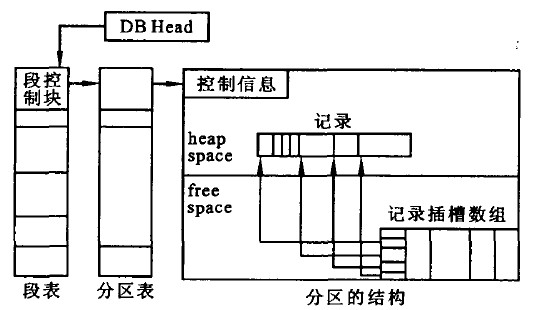 DB Head
段控
制块
控制信息
记录
heap
space
free
space
记录插槽数组
段表
分区表
分区的结构